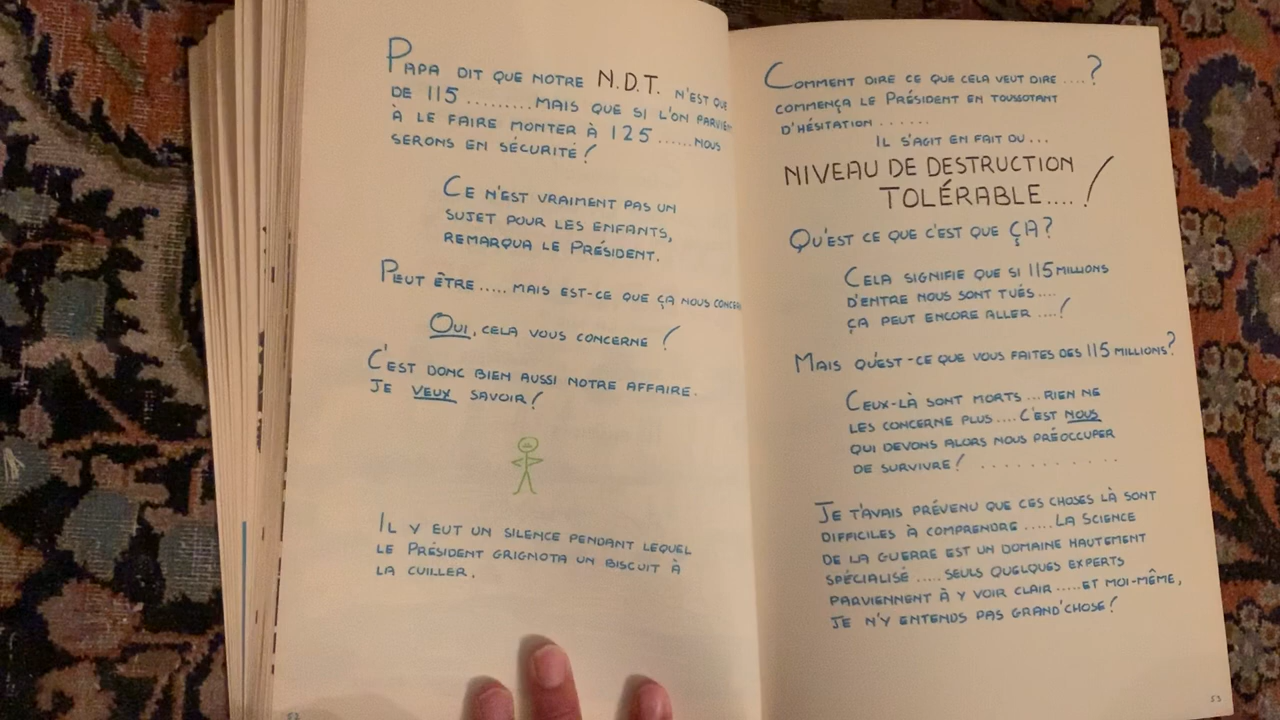 PAPA DIT QUE NOTRE N.D.T. N'EST QUE
DE 115 ......... MAIS QUE SI L'ON
À LE FAIRE MONTER À 125 ...... NOUS
SERONS EN SÉCURITÉ !
CE N'EST VRAIMENT PAS UN
SUJET POUR LES ENFANTS,
REMARQUA LE PRÉSIDENT.
PEUT ÊTRE ..... MAIS EST-CE QUE ÇA NOUS
OUI, CELA VOUS CONCERNE !
C'EST DONC BIEN AUSSI NOTRE AFFAIRE.
JE VEUX SAVOIR !
IL Y EUT UN SILENCE PENDANT LEQUEL
LE PRÉSIDENT GRIGNOTA UN BISCUIT À
LA CUILLER.
52
COMMENT DIRE CE QUE CELA VEUT DIRE ....?
COMMENÇA LE PRÉSIDENT EN TOUSSOTANT
D'HÉSITATION ......
IL S'AGIT EN FAIT DU ...
NIVEAU DE DESTRUCTION
TOLÉRABLE.... !
QU'EST CE QUE C'EST QUE ÇA?
CELA SIGNIFIE QUE SI 115 MILLIONS
D'ENTRE NOUS SONT TUÉS ....
ÇA PEUT ENCORE ALLER ....!
MAIS QU'EST-CE QUE VOUS FAITES DES 115 MILLIONS?
CEUX-LÀ SONT MORTS ... RIEN NE
LES CONCERNE PLUS .... C'EST NOUS
QUI DEVONS ALORS NOUS PRÉOCCUPER
DE SURVIVRE! . . . . . . . . .
JE T'AVAIS PRÉVENU QUE CES CHOSES LÀ SONT
DIFFICILES À COMPRENDRE ..... LA SCIENCE
DE LA GUERRE EST UN DOMAINE HAUTEMENT
SPÉCIALISÉ ..... SEULS QUELQUES EXPERTS
PARVIENNENT À Y VOIR CLAIR ..... ET MOI-MÊME,
JE N'Y ENTENDS PAS GRAND'CHOSE!
53